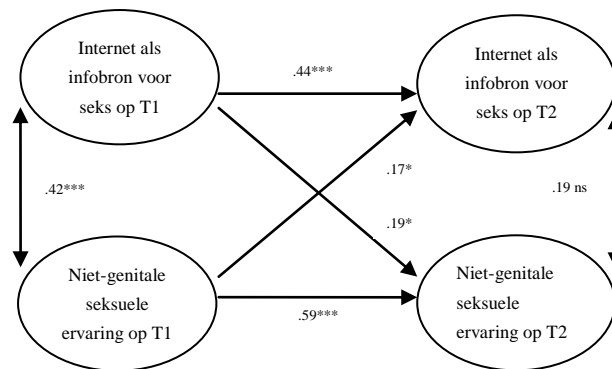 Internet als
infobron voor
seks op T1
.44***
Internet als
infobron voor
seks op T2
.42***
.17*
.19*
.19 ns
Niet-genitale
seksuele
ervaring op T1
.59***
Niet-genitale
seksuele
ervaring op T2